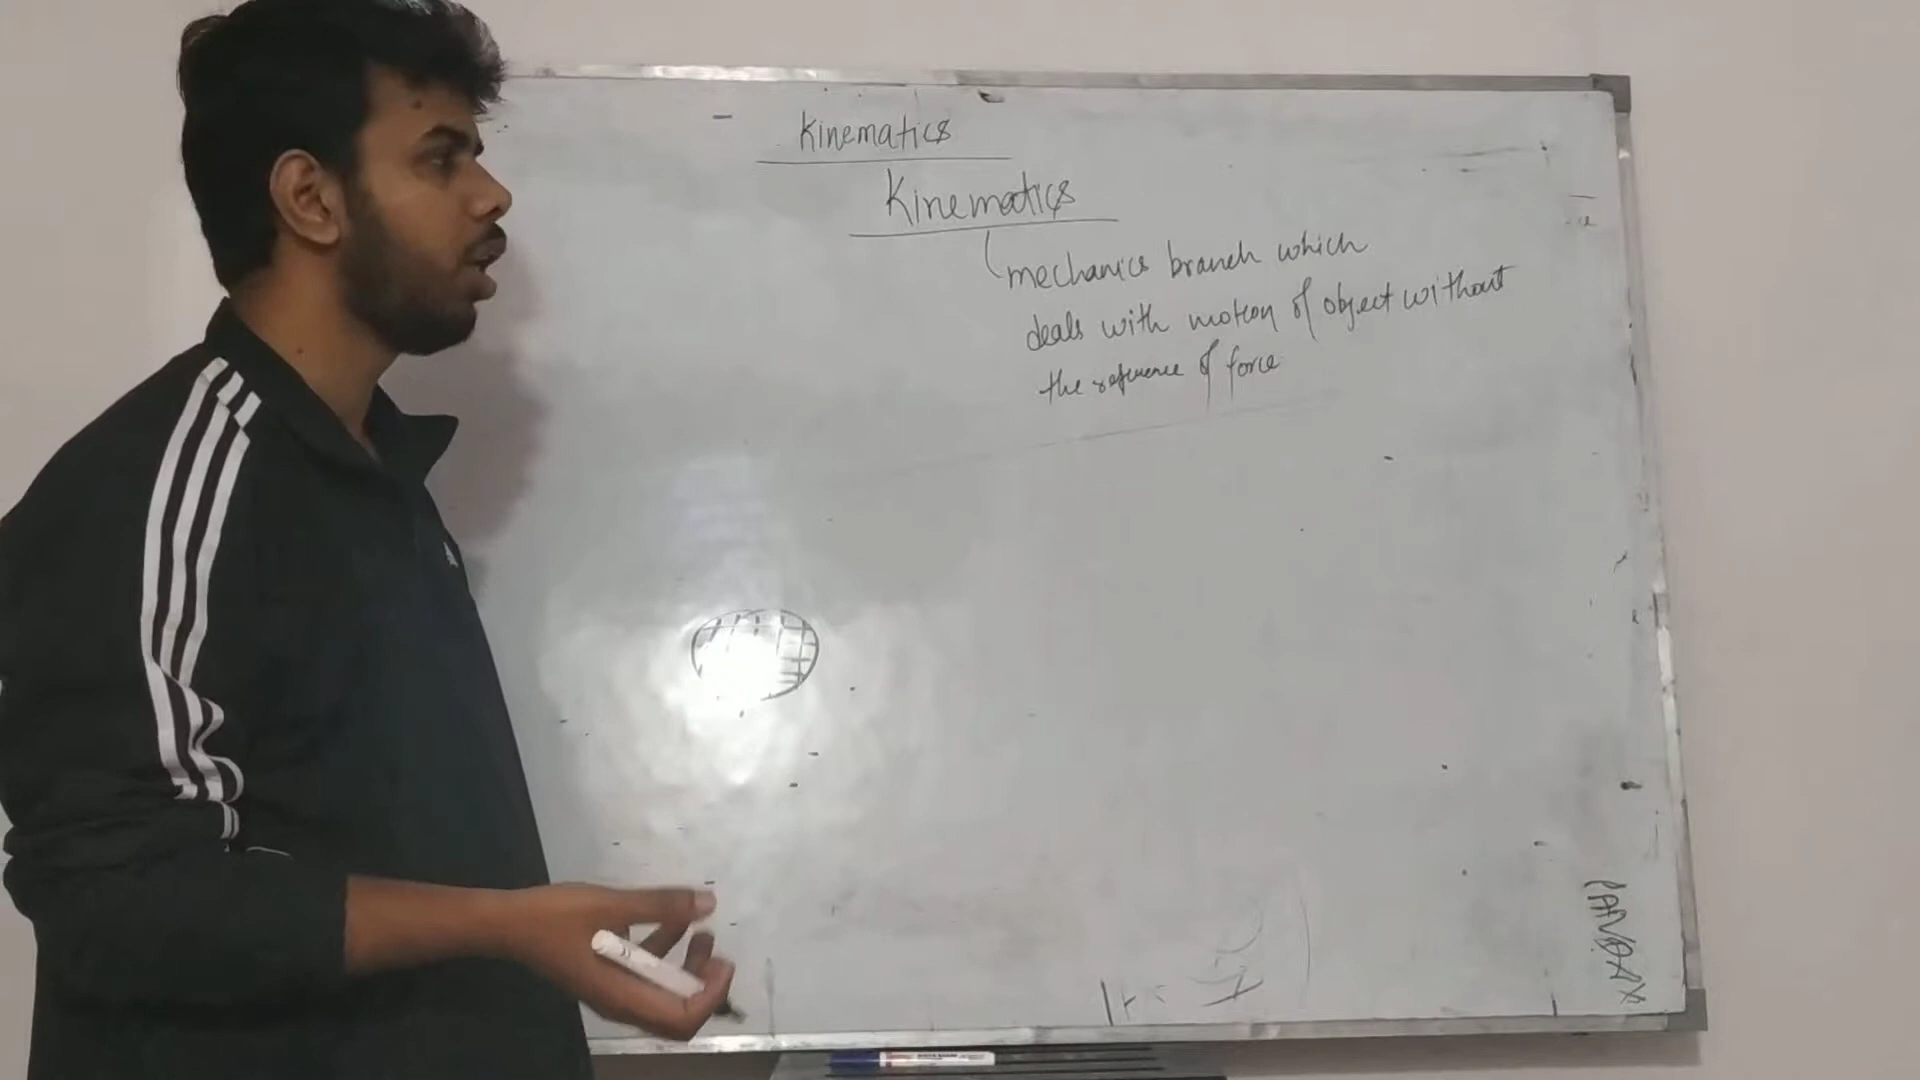 Kinematics
Kinematics
mechanics branch which
deals with motion of object without
the reference of force